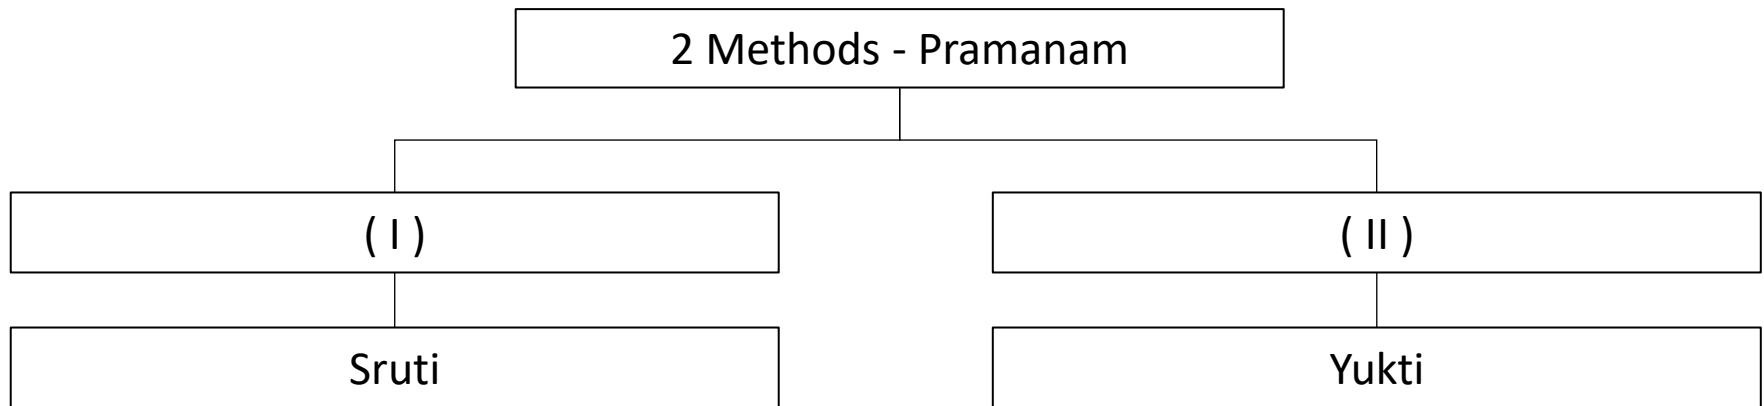 2 Methods - Pramanam
( I )
( II )
Sruti
Yukti